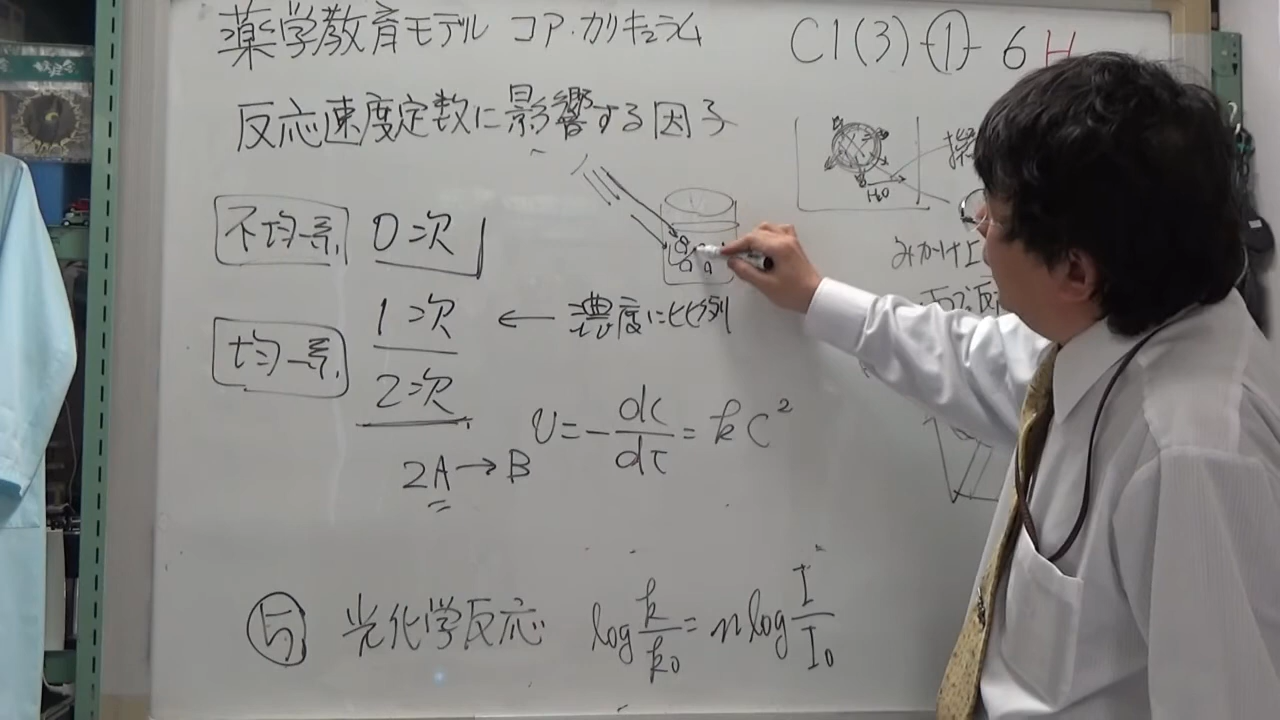 薬学教育モデル コア・カリキュラム
C1(3)-①-6 H
反応速度定数に影響する因子
不均一系 0次
H2O
1次 ← 濃度に比例
均一系
2次
みかけ
2A→B
υ=-dC/dτ=kC²
⑤ 光化学反応 log k/k0 = n log I/I0